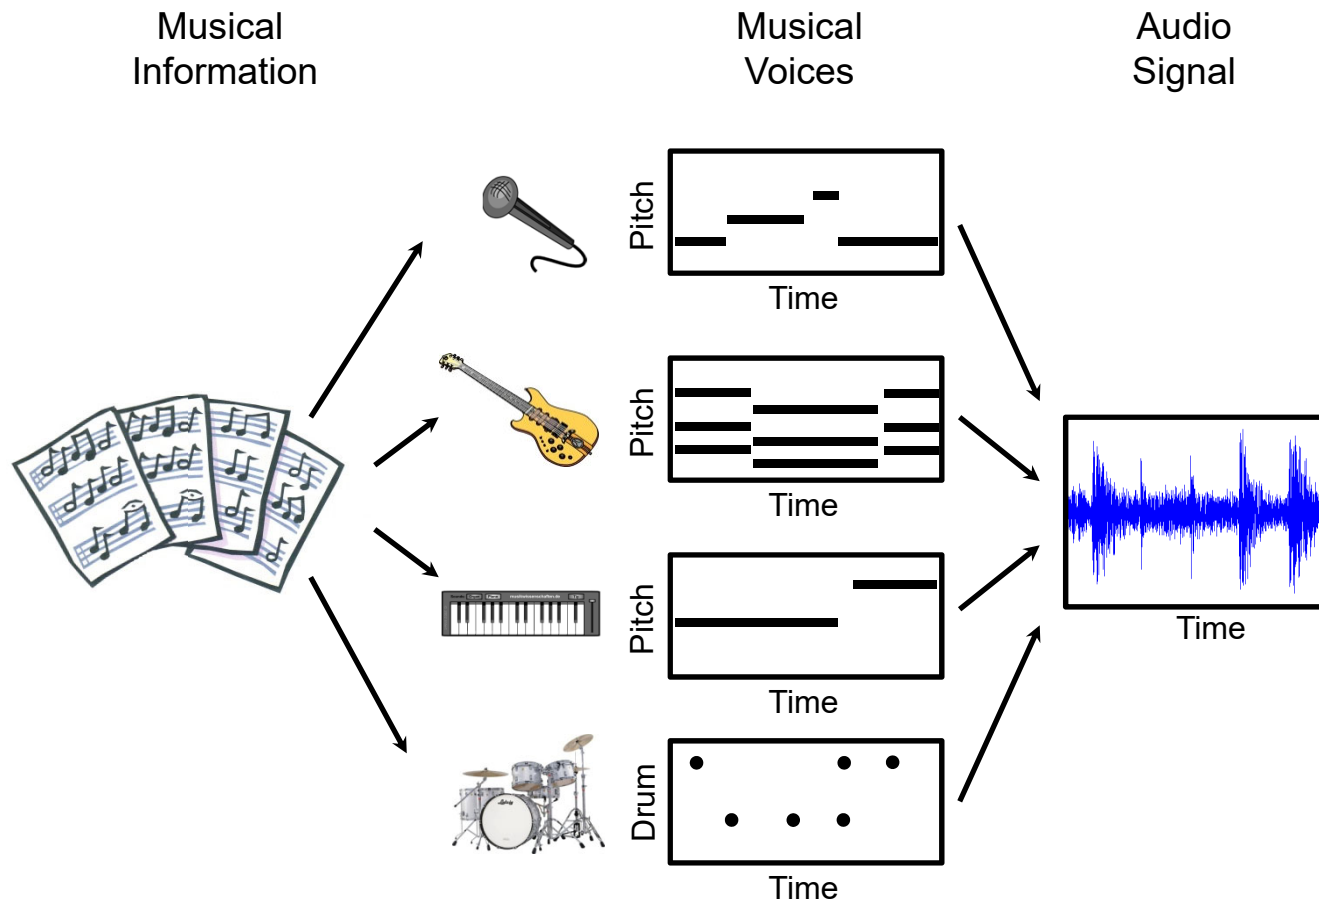 Musical
Information
Musical
Voices
Audio
Signal
Pitch
Time
Pitch
Time
Pitch
Time
Drum
Time
Time